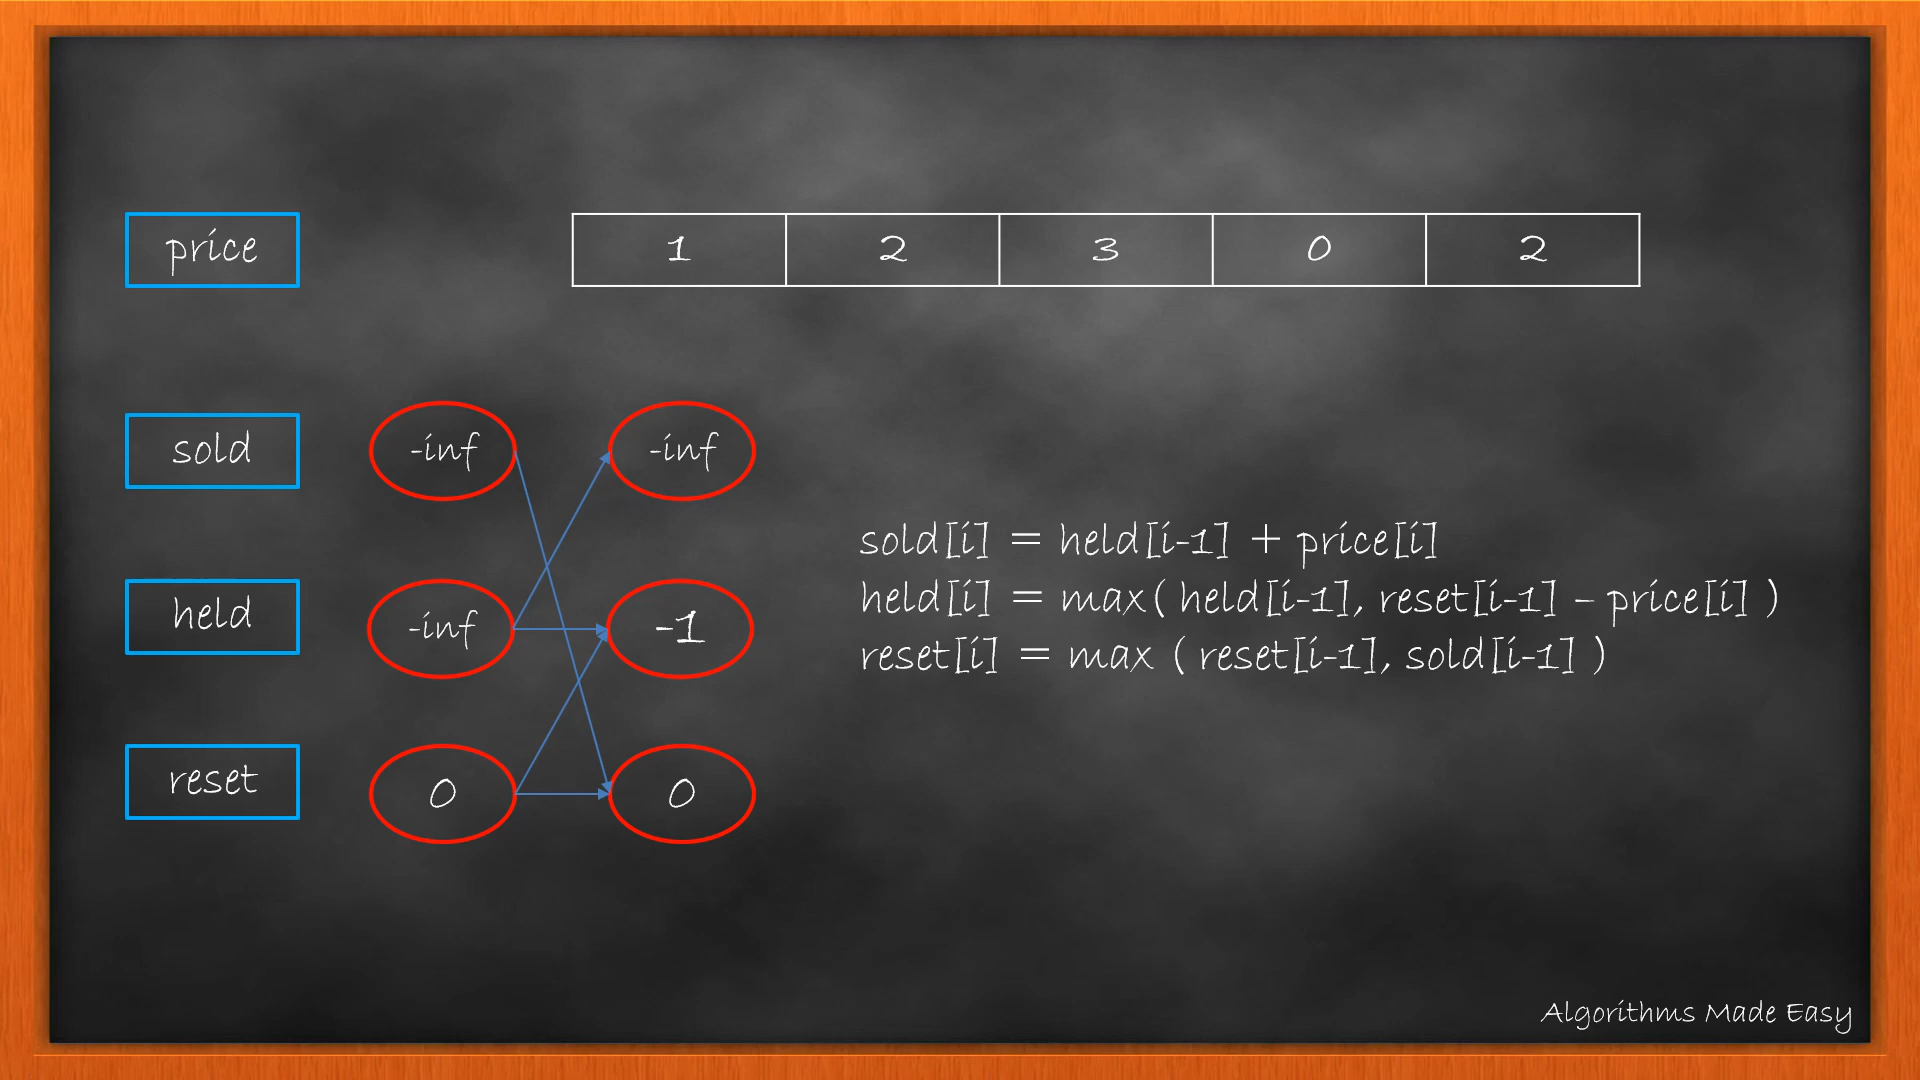 price 1 2 3 0 2
sold -inf -inf
sold[i] = held[i-1] + price[i]
held[i] = max( held[i-1], reset[i-1] – price[i] )
held -inf -1
reset[i] = max ( reset[i-1], sold[i-1] )
reset 0 0
Algorithms Made Easy